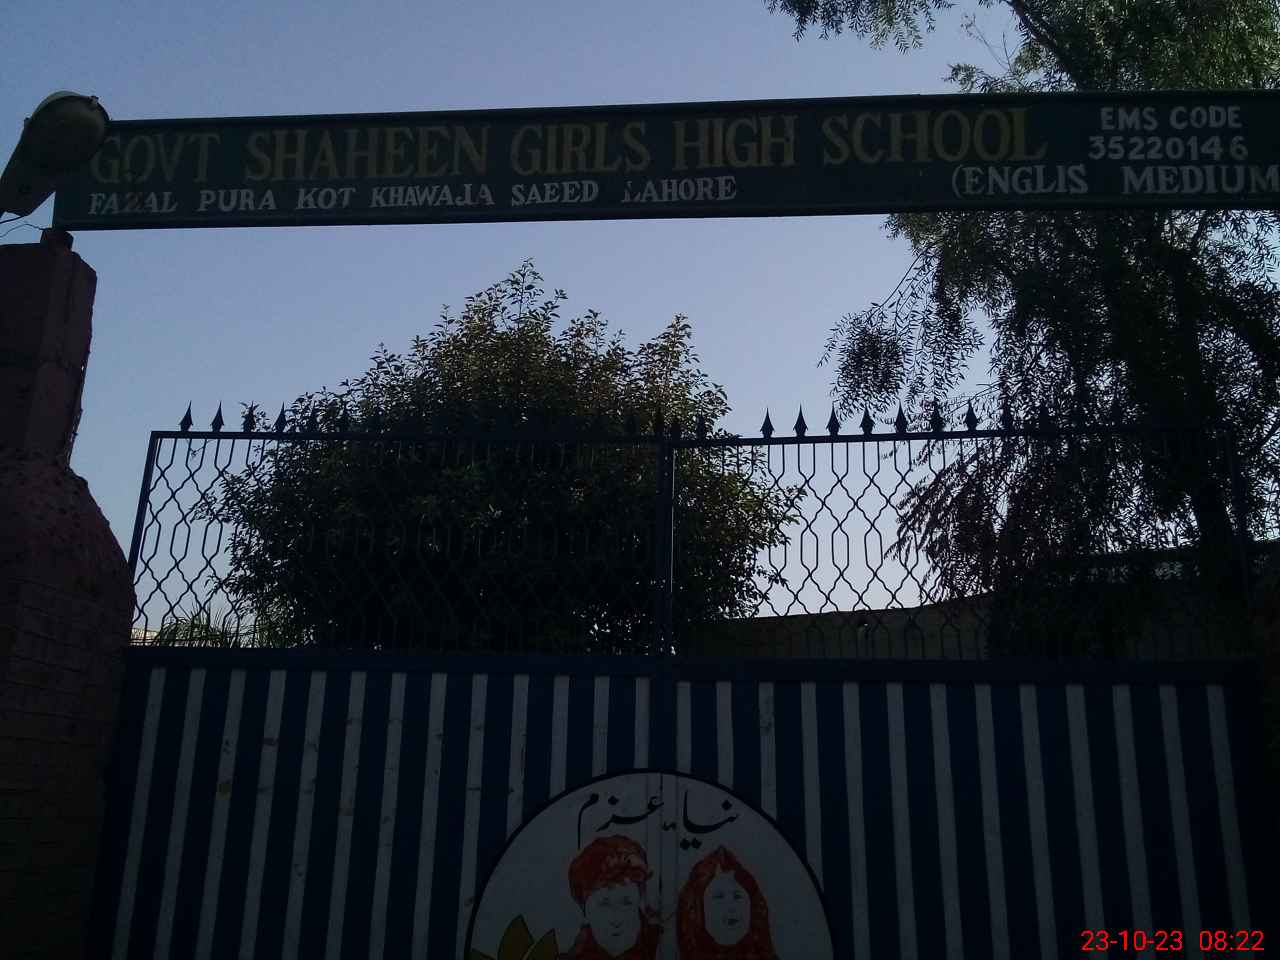 GOVT SHAHEEN GIRLS HIGH SCHOOL
EMS CODE
35220146
FAZAL PURA KOT KHAWAJA SAEED LAHORE
(ENGLIS MEDIUM
نیا عزم
23-10-23 08:22